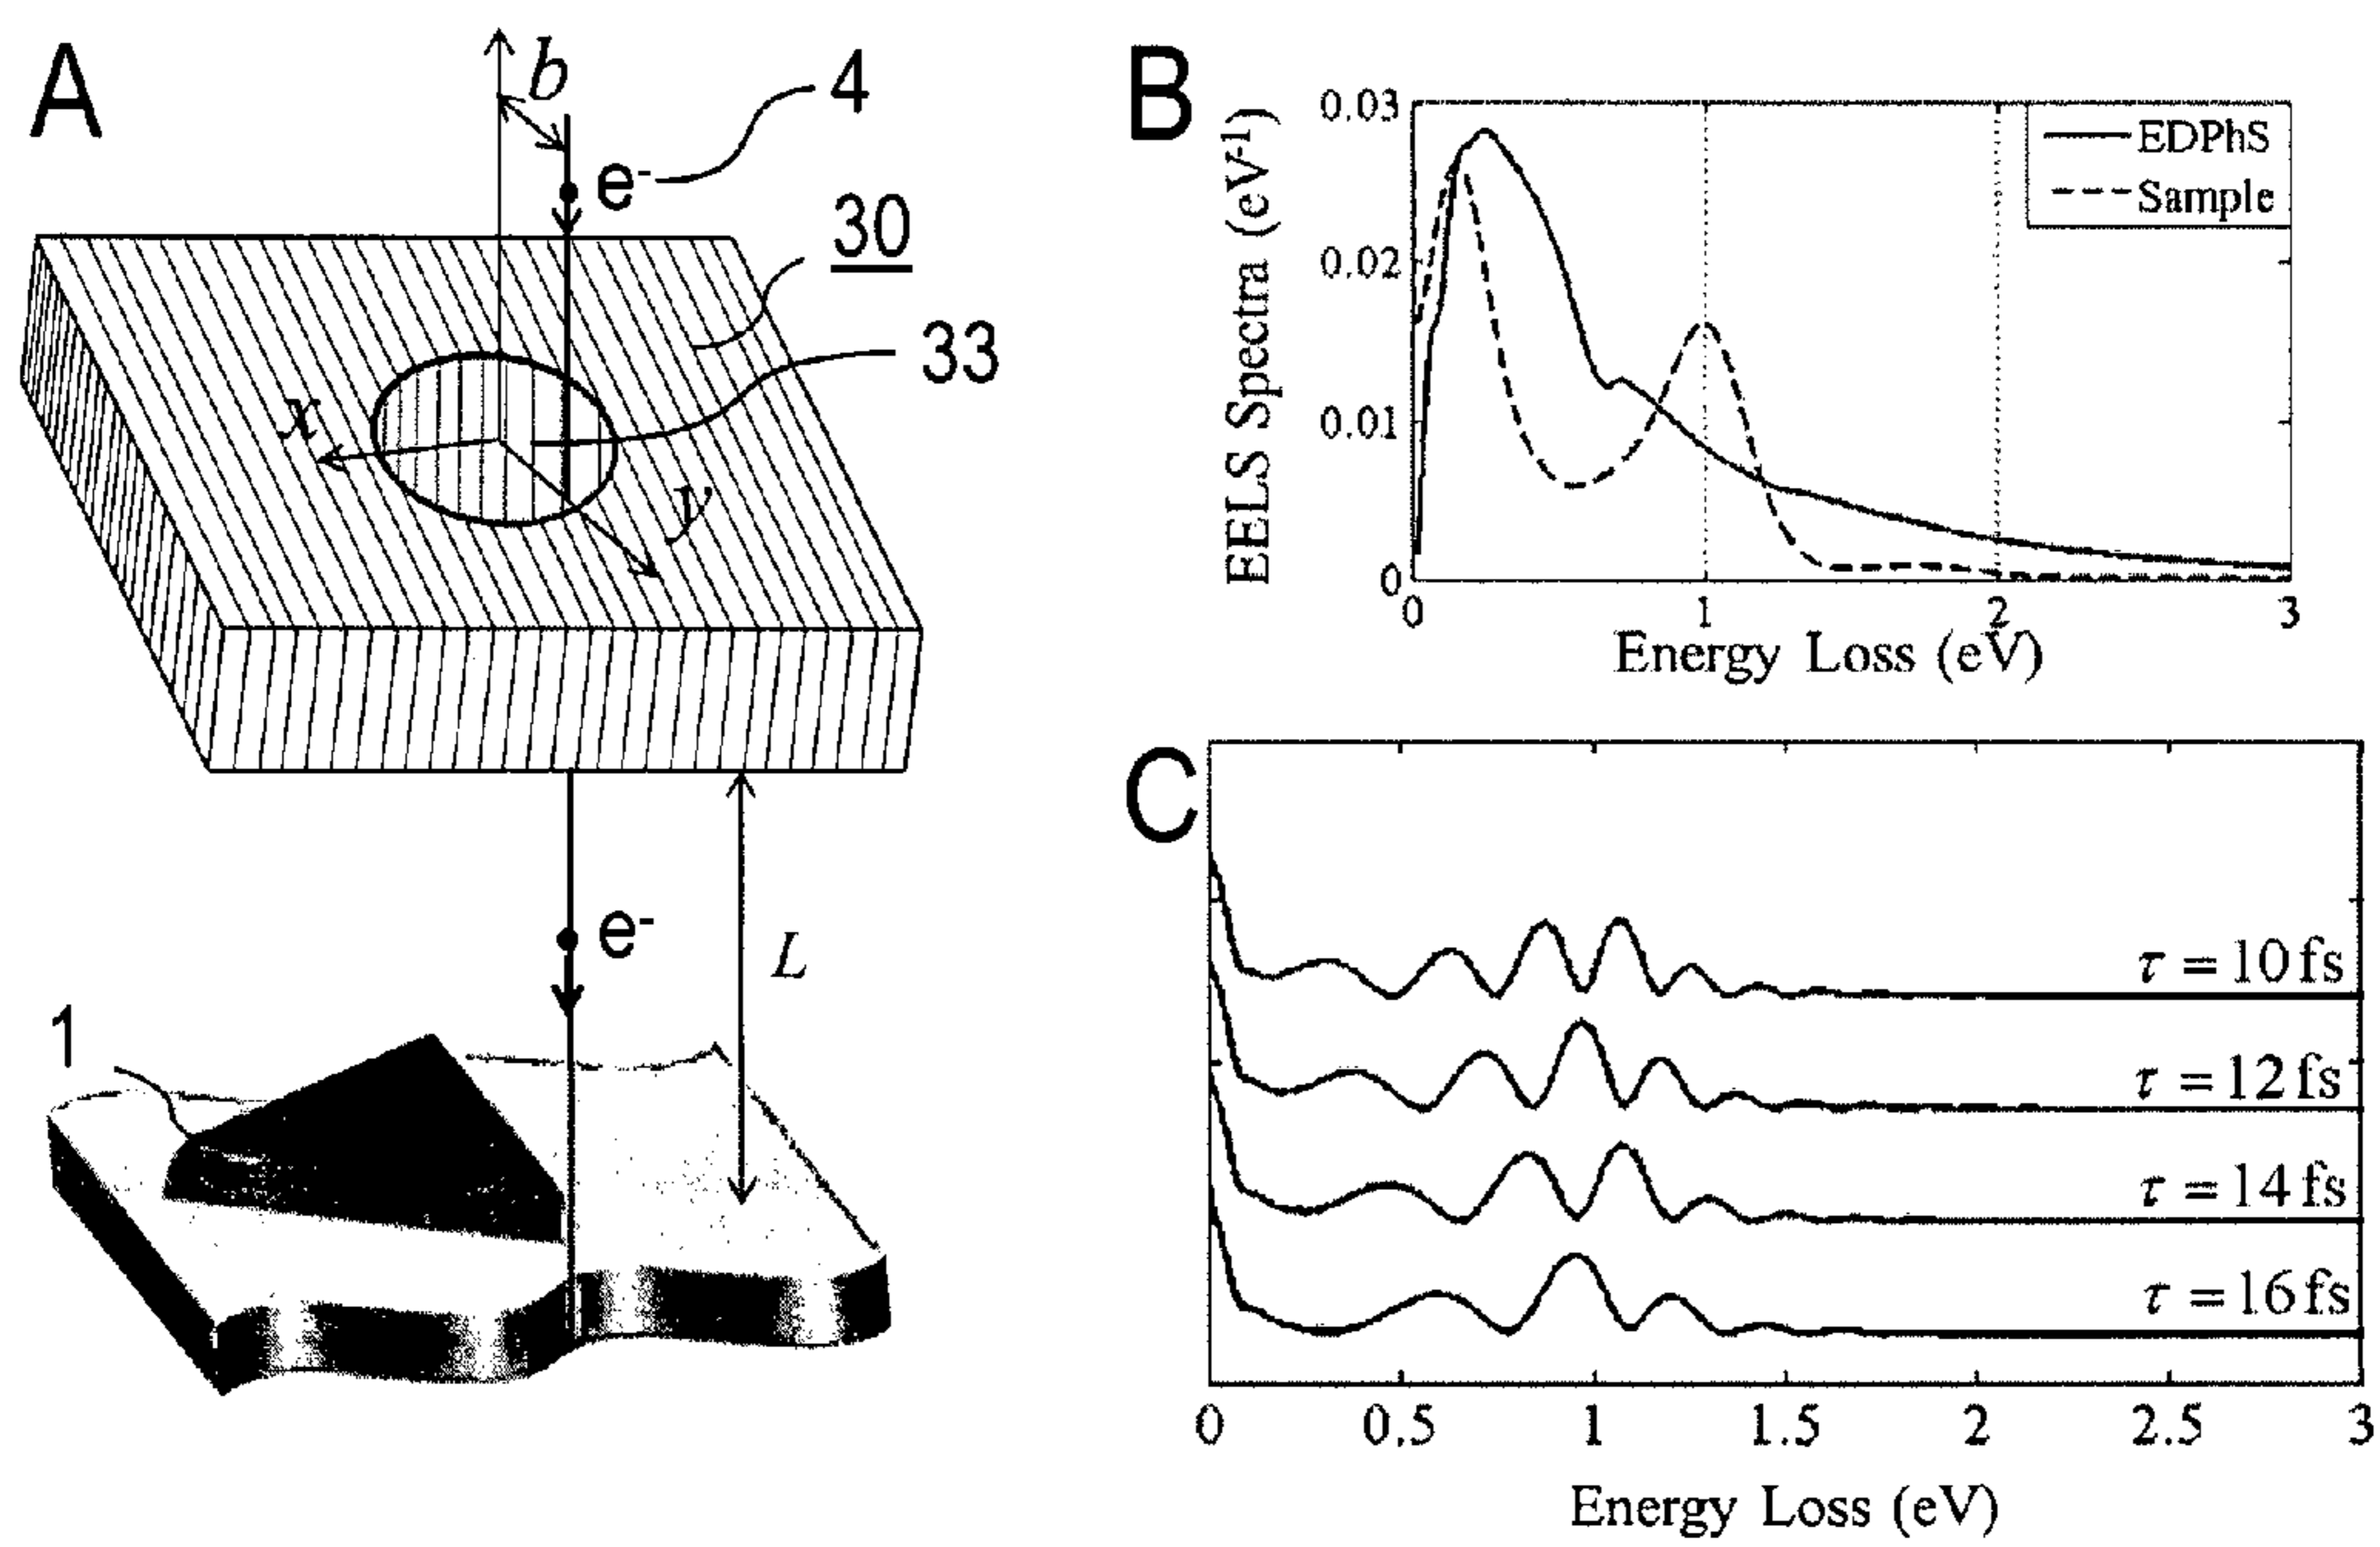 A
b
4
e-
30
33
x
y
e-
L
1
B
EELS Spectra (eV-1)
0.03
0.02
0.01
0
0
1
2
3
EDPhS
Sample
Energy Loss (eV)
C
τ = 10 fs
τ = 12 fs
τ = 14 fs
τ = 16 fs
0
0.5
1
1.5
2
2.5
3
Energy Loss (eV)